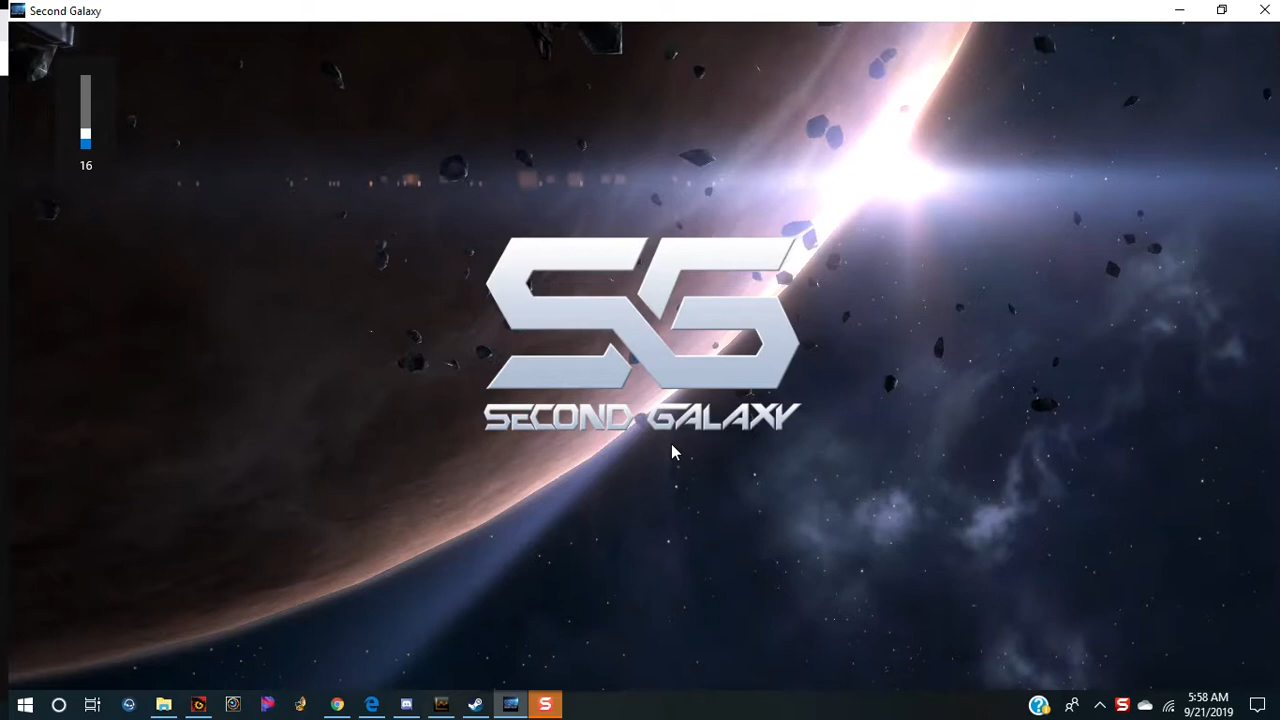 Second Galaxy
16
SG
SECOND GALAXY
S
S
5:58 AM
9/21/2019